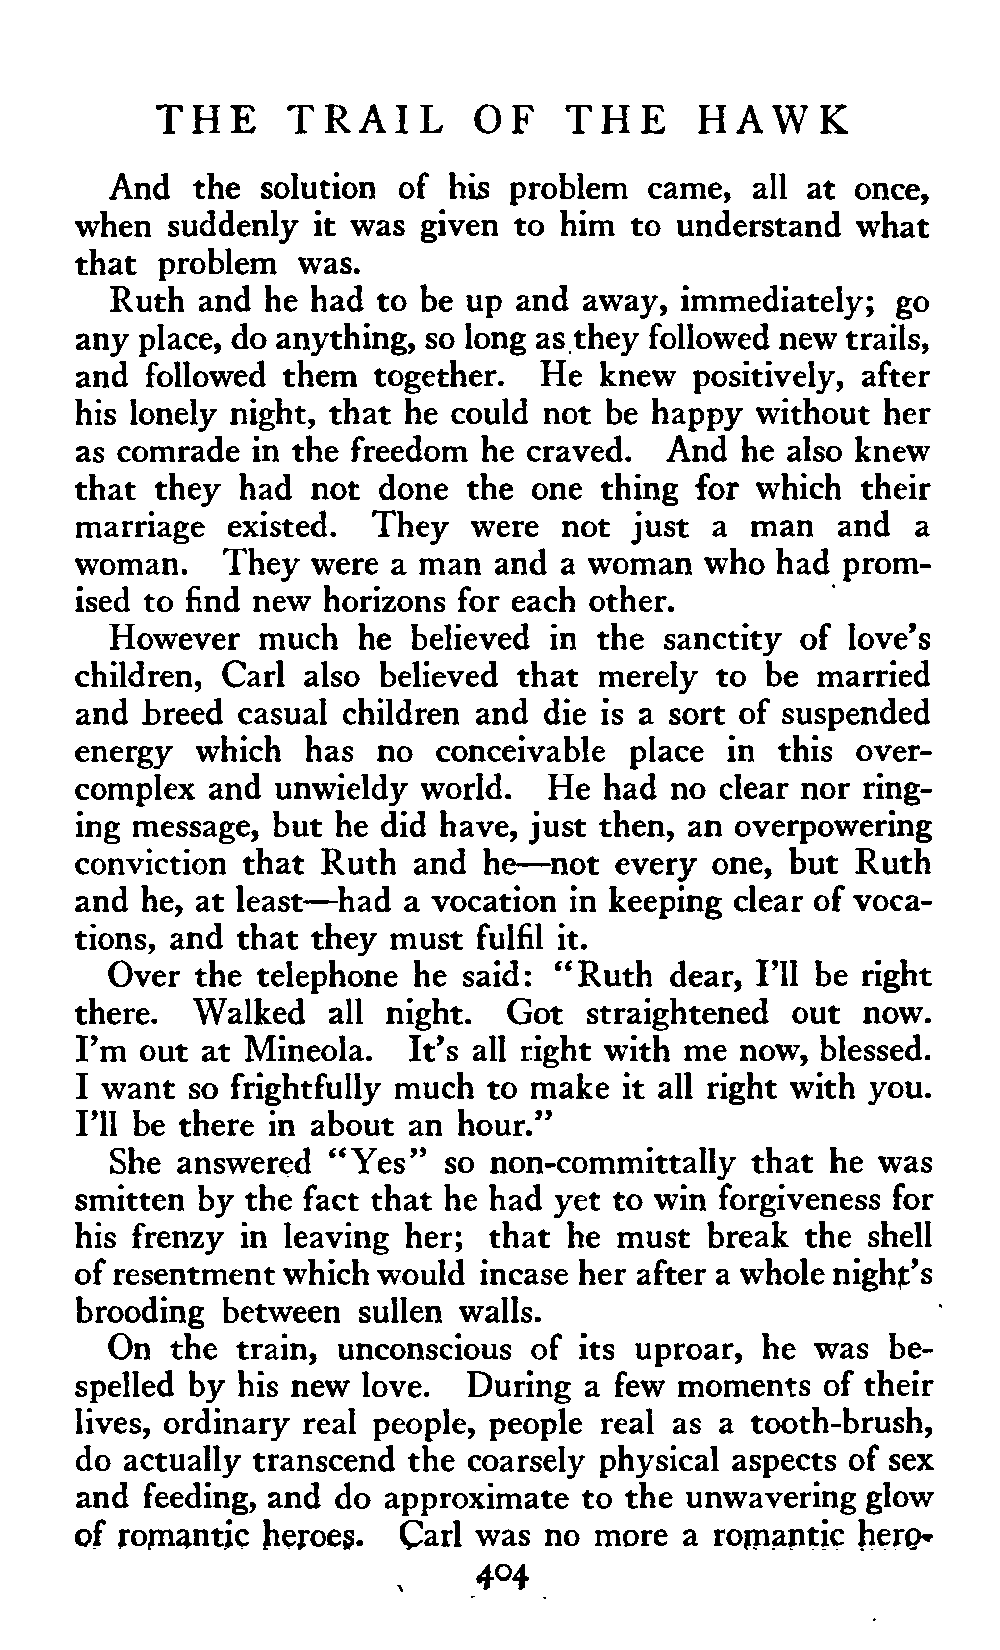 THE TRAIL OF THE HAWK
And the solution of his problem came, all at once,
when suddenly it was given to him to understand what
that problem was.
Ruth and he had to be up and away, immediately; go
any place, do anything, so long as they followed new trails,
and followed them together. He knew positively, after
his lonely night, that he could not be happy without her
as comrade in the freedom he craved. And he also knew
that they had not done the one thing for which their
marriage existed. They were not just a man and a
woman. They were a man and a woman who had prom-
ised to find new horizons for each other.
However much he believed in the sanctity of love's
children, Carl also believed that merely to be married
and breed casual children and die is a sort of suspended
energy which has no conceivable place in this over-
complex and unwieldy world. He had no clear nor ring-
ing message, but he did have, just then, an overpowering
conviction that Ruth and he—not every one, but Ruth
and he, at least—had a vocation in keeping clear of voca-
tions, and that they must fulfil it.
Over the telephone he said: "Ruth dear, I'll be right
there. Walked all night. Got straightened out now.
I'm out at Mineola. It's all right with me now, blessed.
I want so frightfully much to make it all right with you.
I'll be there in about an hour."
She answered "Yes" so non-committally that he was
smitten by the fact that he had yet to win forgiveness for
his frenzy in leaving her; that he must break the shell
of resentment which would incase her after a whole night's
brooding between sullen walls.
On the train, unconscious of its uproar, he was be-
spelled by his new love. During a few moments of their
lives, ordinary real people, people real as a tooth-brush,
do actually transcend the coarsely physical aspects of sex
and feeding, and do approximate to the unwavering glow
of romantic heroes. Carl was no more a romantic hero-
404